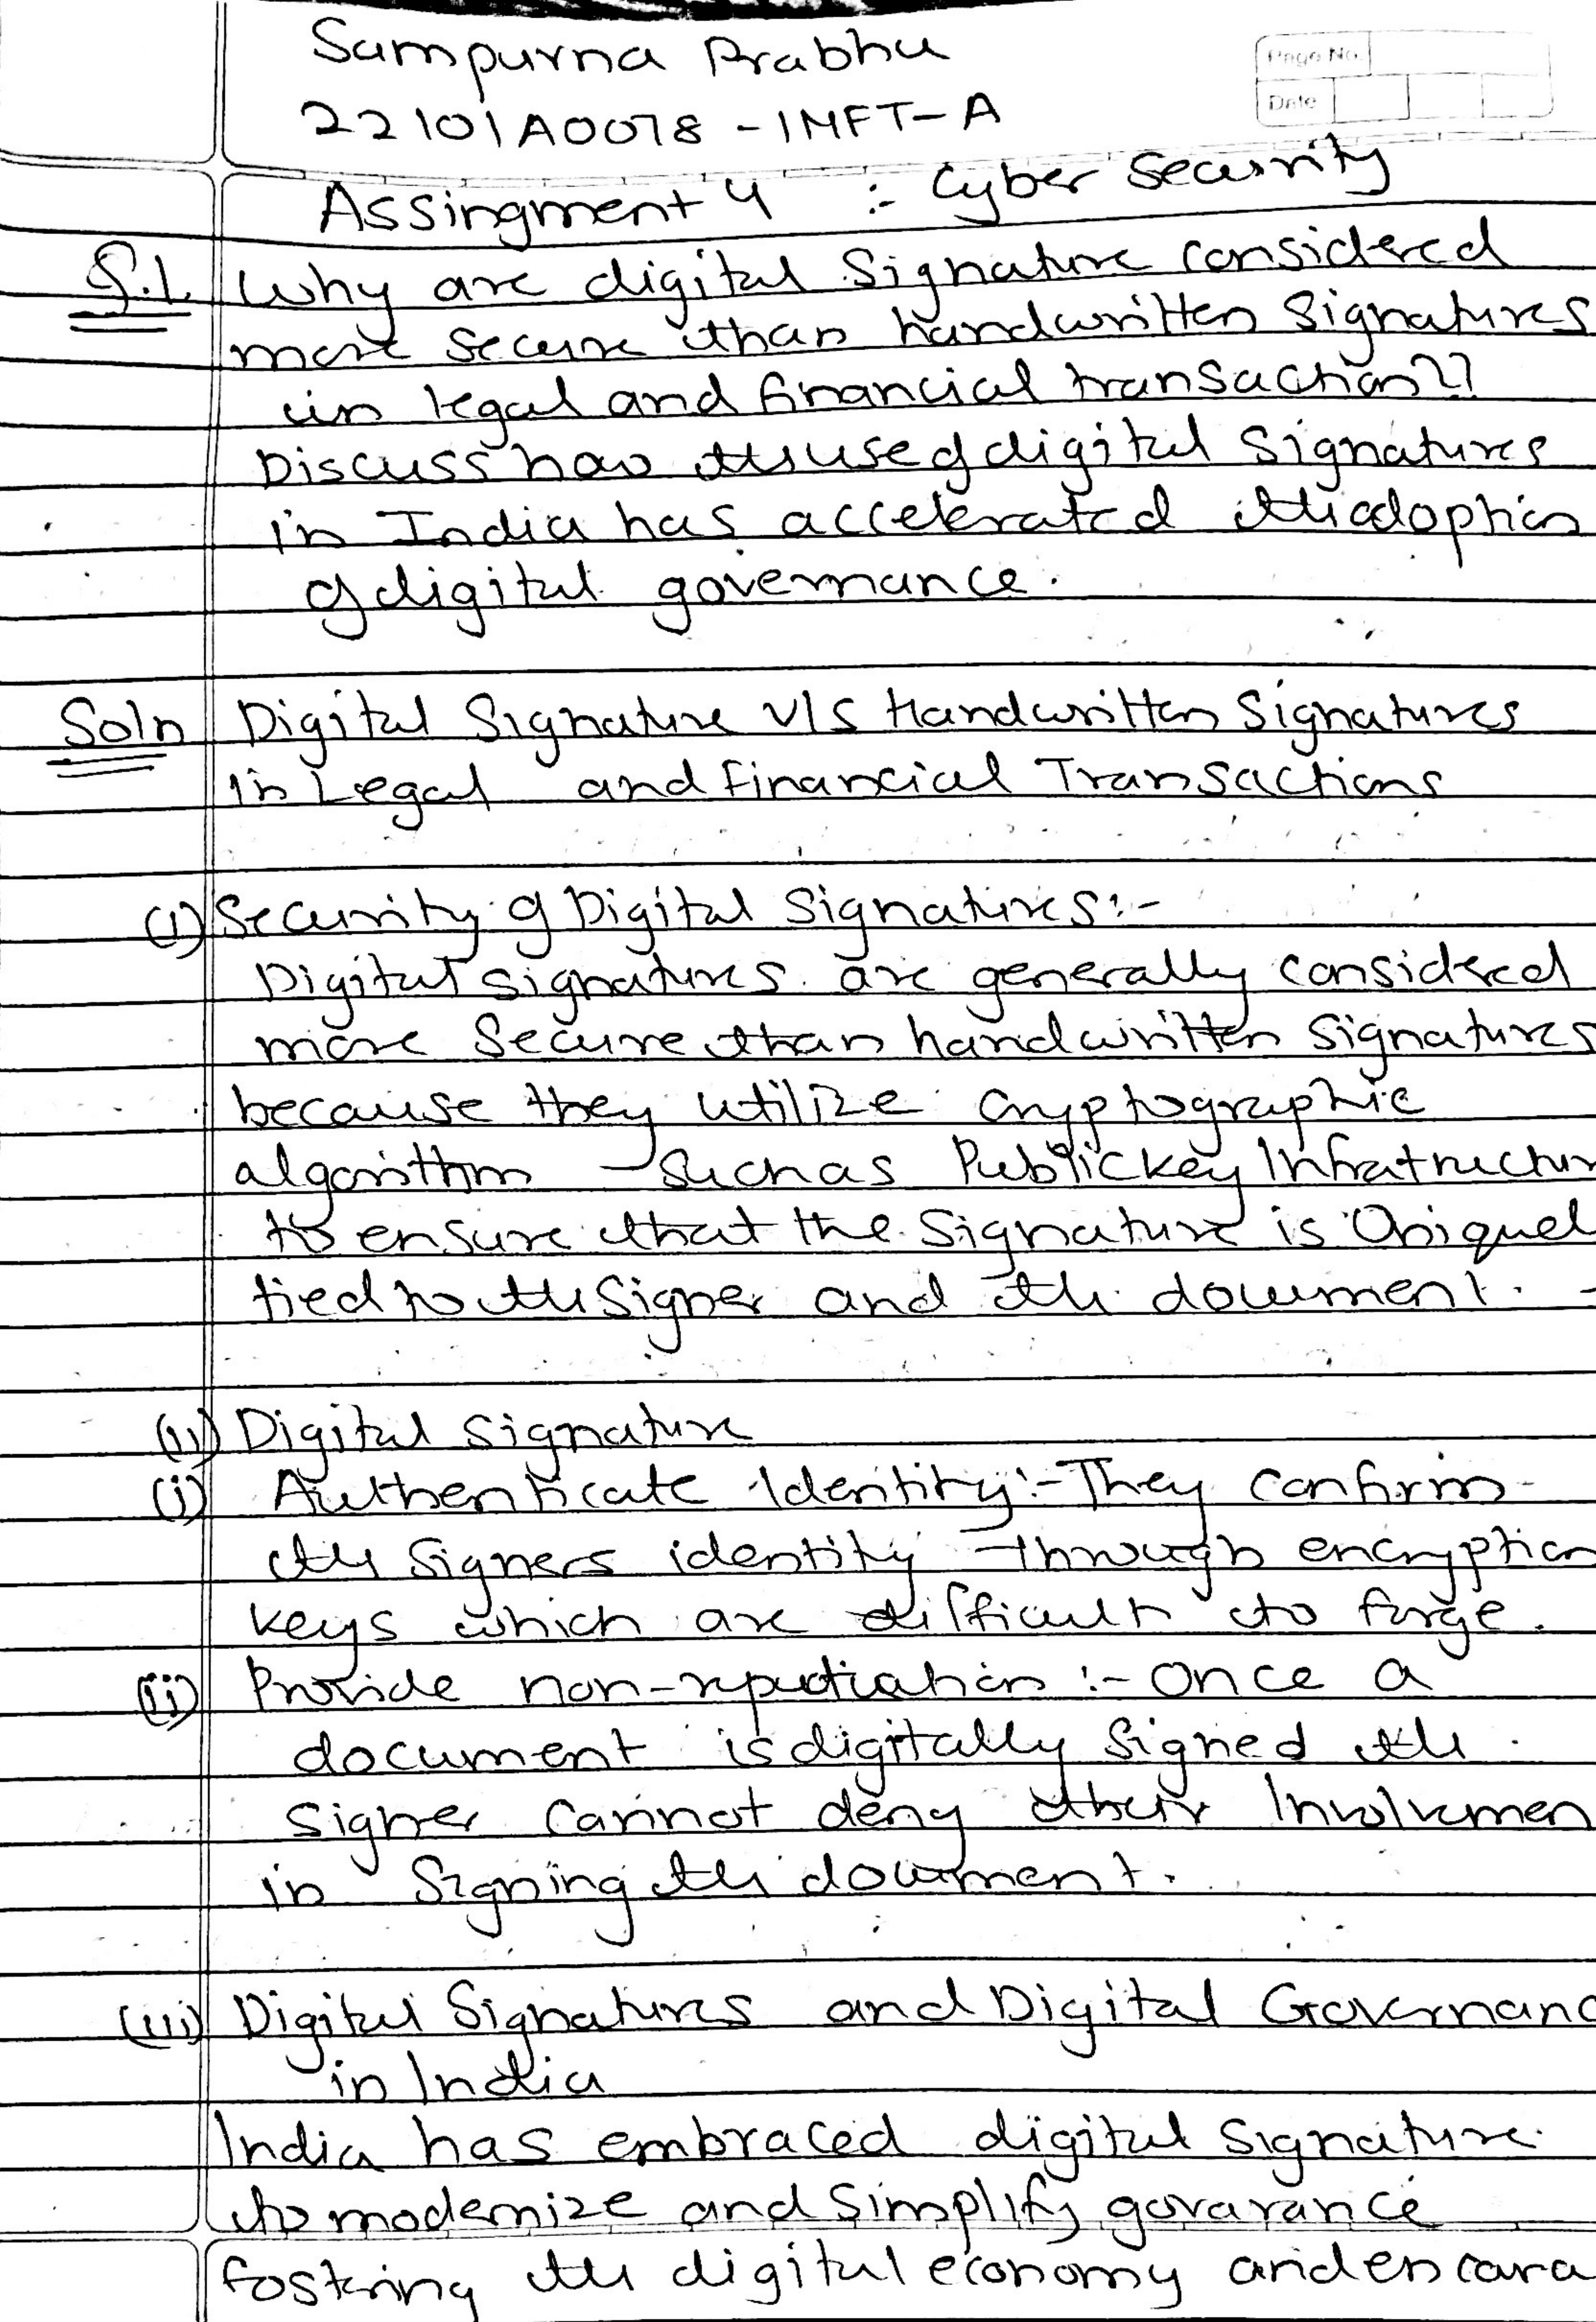 Sampurna Prabhu
Page No.
Date
22101A0078 - INFT-A
Assingment 4 :- Cyber Security
Q.1. Why are digital Signature considered
more secure than handwritten Signatures
in legal and financial transaction??
Discuss how the use of digital Signatures
in India has accelerated the adoption
of digital governance.
Soln Digital Signature V/S Handwritten Signatures
in Legal and Financial Transactions
(i) Security of Digital Signatures:-
Digital signatures are generally considered
more secure than handwritten signatures
because they utilize cryptographic
algorithm such as Public key Infratructur
to ensure that the Signature is Uniquel
tied to the Signer and the document.
(ii) Digital signature
(i) Authenticate Identity:- They confirm
the signers identity through encryption
keys which are difficult to forge.
(ii) Provide non-repudiation :- Once a
document is digitally signed the
signer cannot deny their Involvemen
in Signing the document.
(iii) Digital Signatures and Digital Governanc
in India
India has embraced digital signature
to modernize and simplify govarance
fostering the digital economy and encora